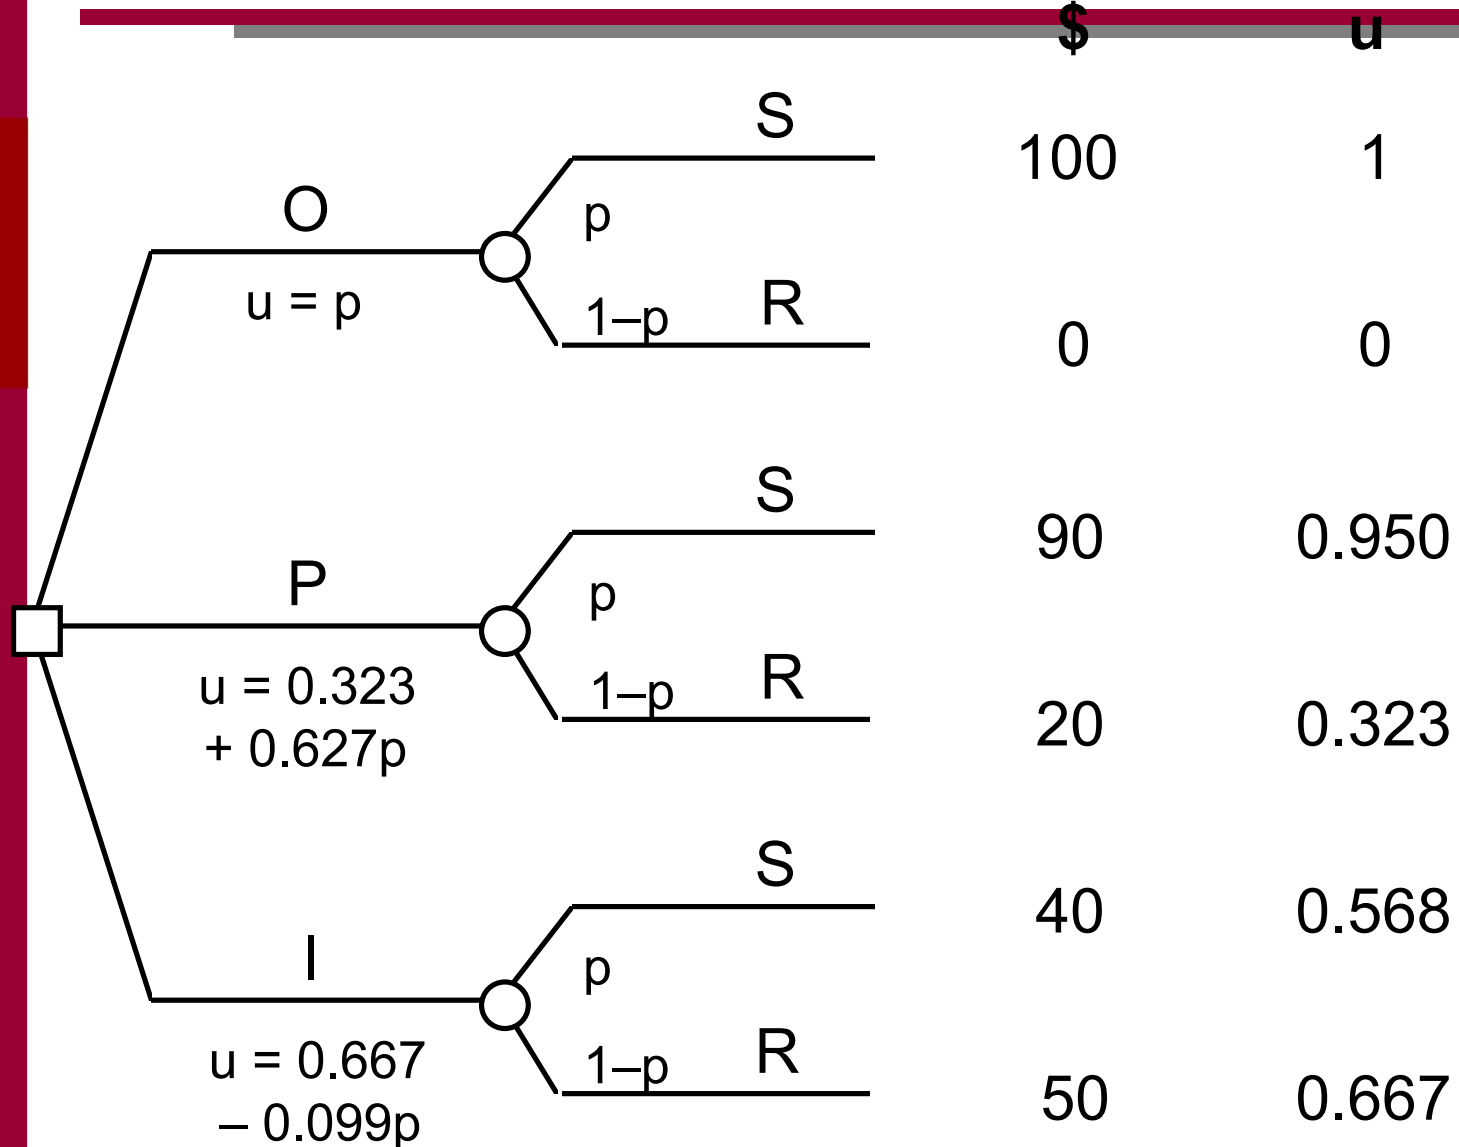 $ u
S
100 1
O
p
u = p
1–p R
0 0
S
90 0.950
P
p
u = 0.323
+ 0.627p
1–p R
20 0.323
S
40 0.568
I
p
u = 0.667
– 0.099p
1–p R
50 0.667